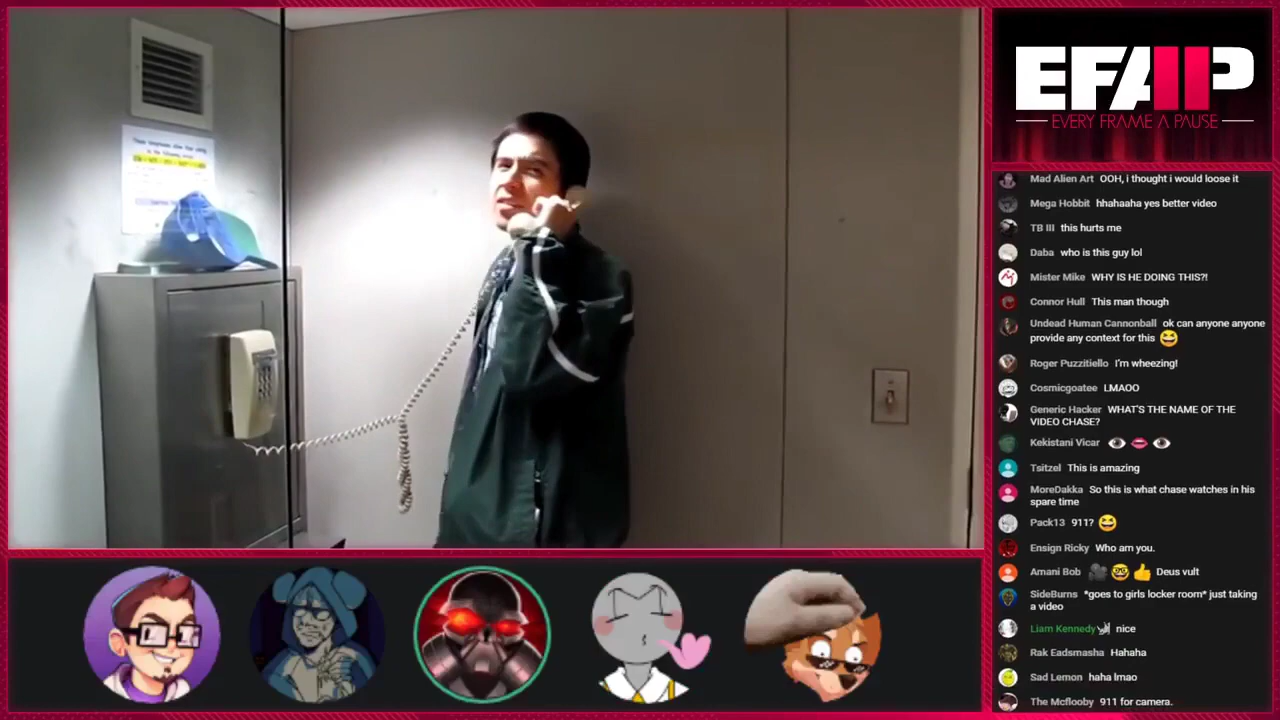 EFAP
EVERY FRAME A PAUSE
Mad Alien Art OOH, i thought i would loose it
Mega Hobbit hhahaaha yes better video
TB III this hurts me
Daba who is this guy lol
Mister Mike WHY IS HE DOING THIS?!
Connor Hull This man though
Undead Human Cannonball ok can anyone anyone
provide any context for this
Roger Puzzitiello I'm wheezing!
Cosmicgoatee LMAOO
Generic Hacker WHAT'S THE NAME OF THE
VIDEO CHASE?
Kekistani Vicar
Tsitzel This is amazing
MoreDakka So this is what chase watches in his
spare time
Pack13 911?
Ensign Ricky Who am you.
Amani Bob Deus vult
SideBurns *goes to girls locker room* just taking
a video
Liam Kennedy nice
Rak Eadsmasha Hahaha
Sad Lemon haha lmao
The Mcflooby 911 for camera.